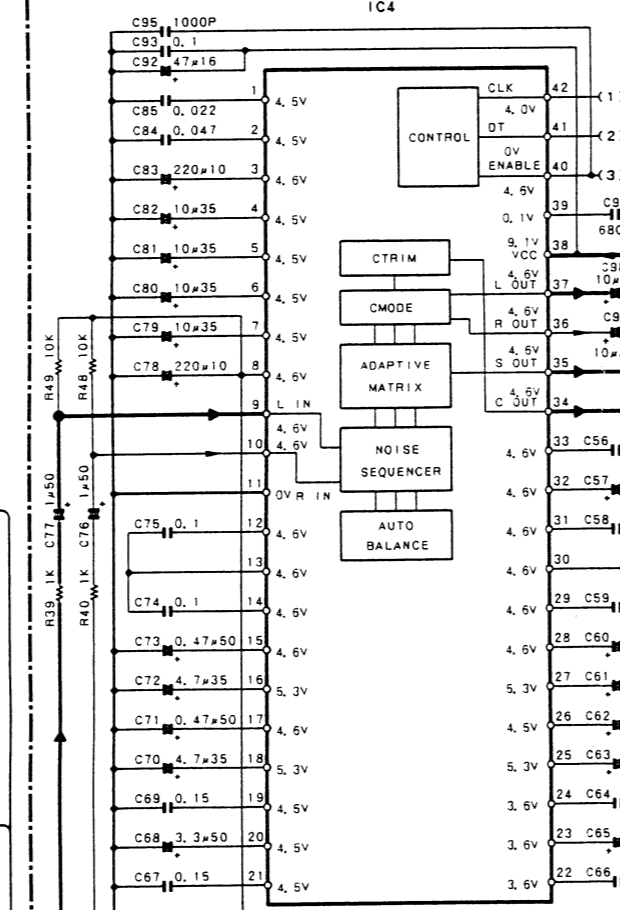 IC4
C95 1000P
C93 0.1
C92 47µ16 +
1 4.5V
C85 0.022
C84 0.047 2 4.5V
C83 220µ10 + 3 4.6V
C82 10µ35 + 4 4.5V
C81 10µ35 + 5 4.5V
C80 10µ35 + 6 4.5V
C79 10µ35 + 7 4.5V
C78 220µ10 + 8 4.6V
9 L IN
4.6V
10 4.6V
11 0V R IN
C75 0.1 12 4.6V
13 4.6V
C74 0.1 14 4.6V
C73 0.47µ50 + 15 4.6V
C72 4.7µ35 + 16 5.3V
C71 0.47µ50 + 17 4.6V
C70 4.7µ35 + 18 5.3V
C69 0.15 19 4.5V
C68 3.3µ50 + 20 4.5V
C67 0.15 21 4.5V
R49 10K
R48 10K
C77 1µ50 +
C76 1µ50 +
R39 1K
R40 1K
CONTROL
CTRIM
CMODE
ADAPTIVE
MATRIX
NOISE
SEQUENCER
AUTO
BALANCE
CLK 42 (1)
4.0V
DT 41 (2
0V
ENABLE 40 (3
4.6V
39
0.1V
C9
680
9.1V
VCC 38
4.6V
L OUT 37
10µ
4.6V
R OUT 36
C9
10µ
4.5V
S OUT 35
4.6V
C OUT 34
4.6V 33 C56
4.6V 32 C57
4.6V 31 C58
4.6V 30
4.6V 29 C59
4.6V 28 C60 +
5.3V 27 C61 +
4.5V 26 C62 +
5.3V 25 C63 +
3.6V 24 C64
3.6V 23 C65 +
3.6V 22 C66